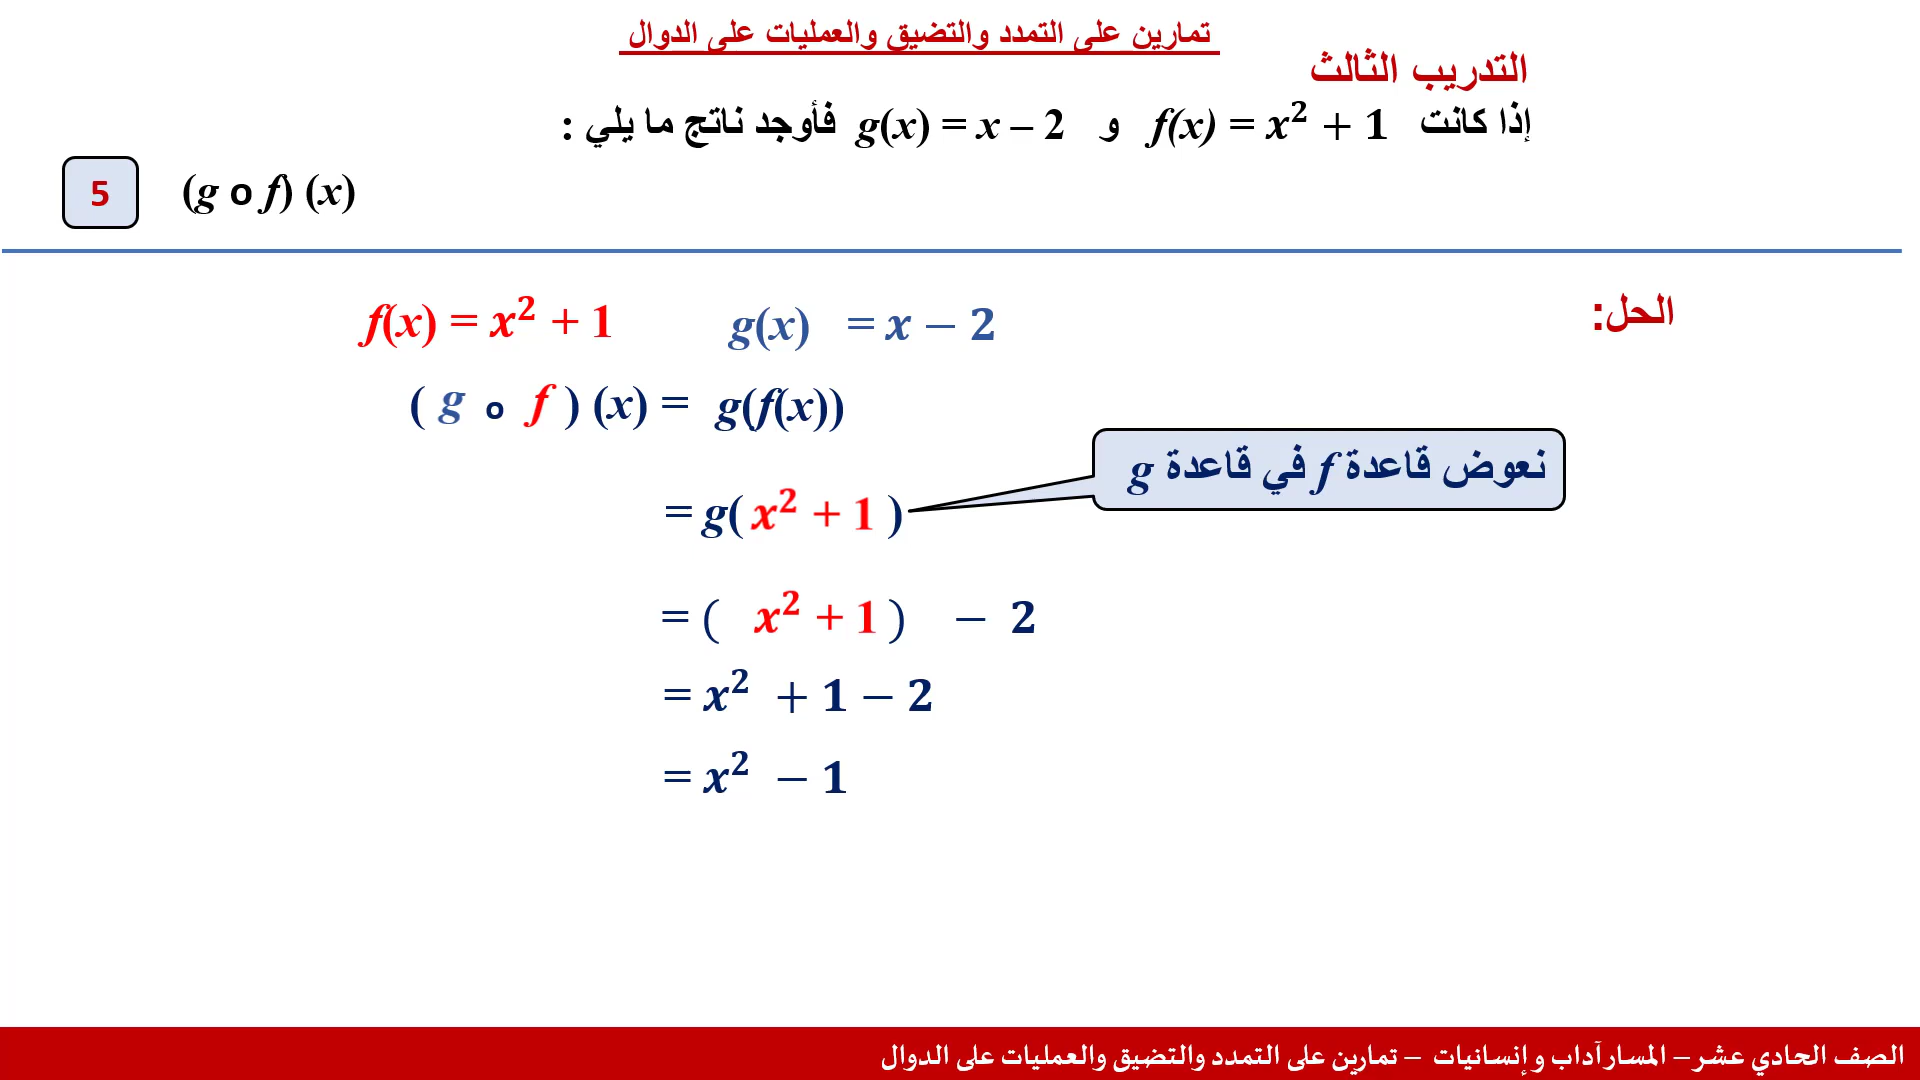 تمارين على التمدد والتضيق والعمليات على الدوال
التدريب الثالث
إذا كانت f(x) = x² + 1 و g(x) = x – 2 فأوجد ناتج ما يلي :
5 (g o f) (x)
الحل:
f(x) = x² + 1 g(x) = x − 2
( g o f ) (x) = g(f(x))
نعوض قاعدة f في قاعدة g
= g( x² + 1 )
= ( x² + 1 ) − 2
= x² + 1 − 2
= x² − 1
الصف الحادي عشر – المسار آداب وإنسانيات – تمارين على التمدد والتضيق والعمليات على الدوال